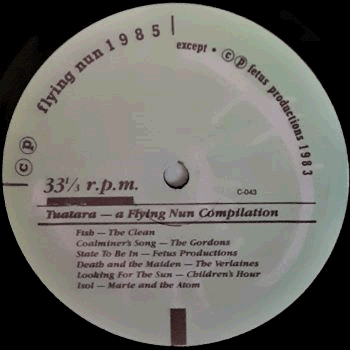 © ℗ flying nun 1985
except • © ℗ fetus productions 1983
33⅓ r.p.m.
C-043
Tuatara — a Flying Nun Compilation
Fish — The Clean
Coalminer's Song — The Gordons
State To Be In — Fetus Productions
Death and the Maiden — The Verlaines
Looking For The Sun — Children's Hour
Isol — Marie and the Atom